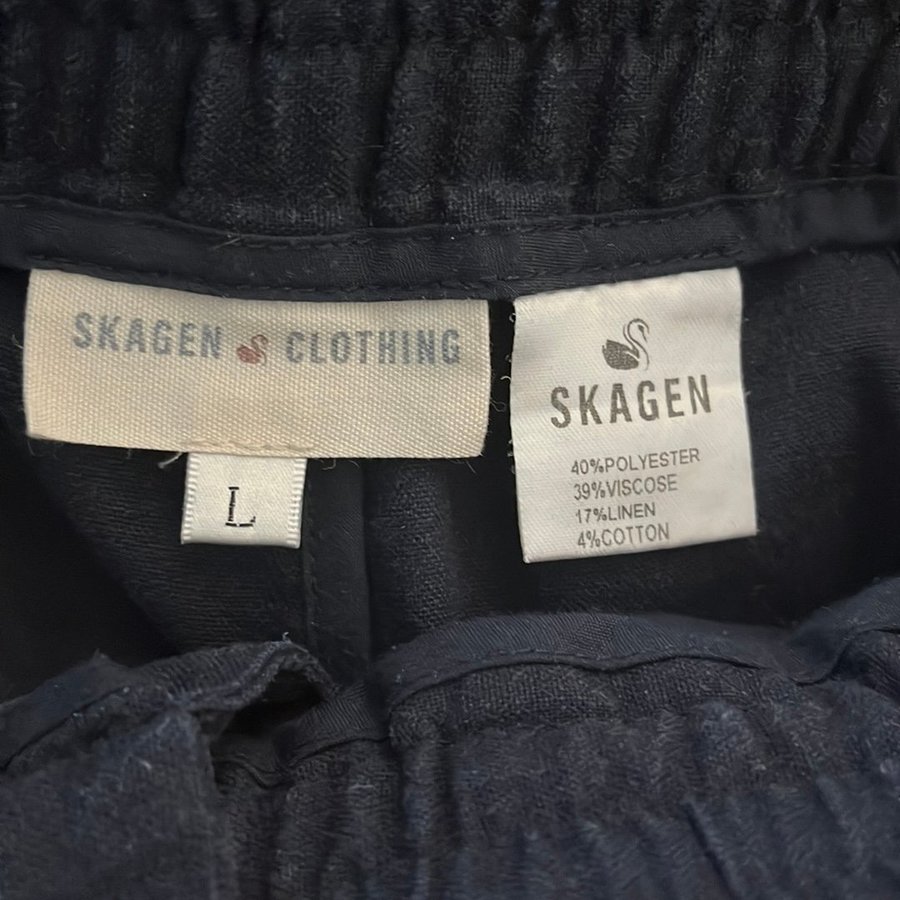 SKAGEN CLOTHING
L
SKAGEN
40%POLYESTER
39%VISCOSE
17%LINEN
4%COTTON